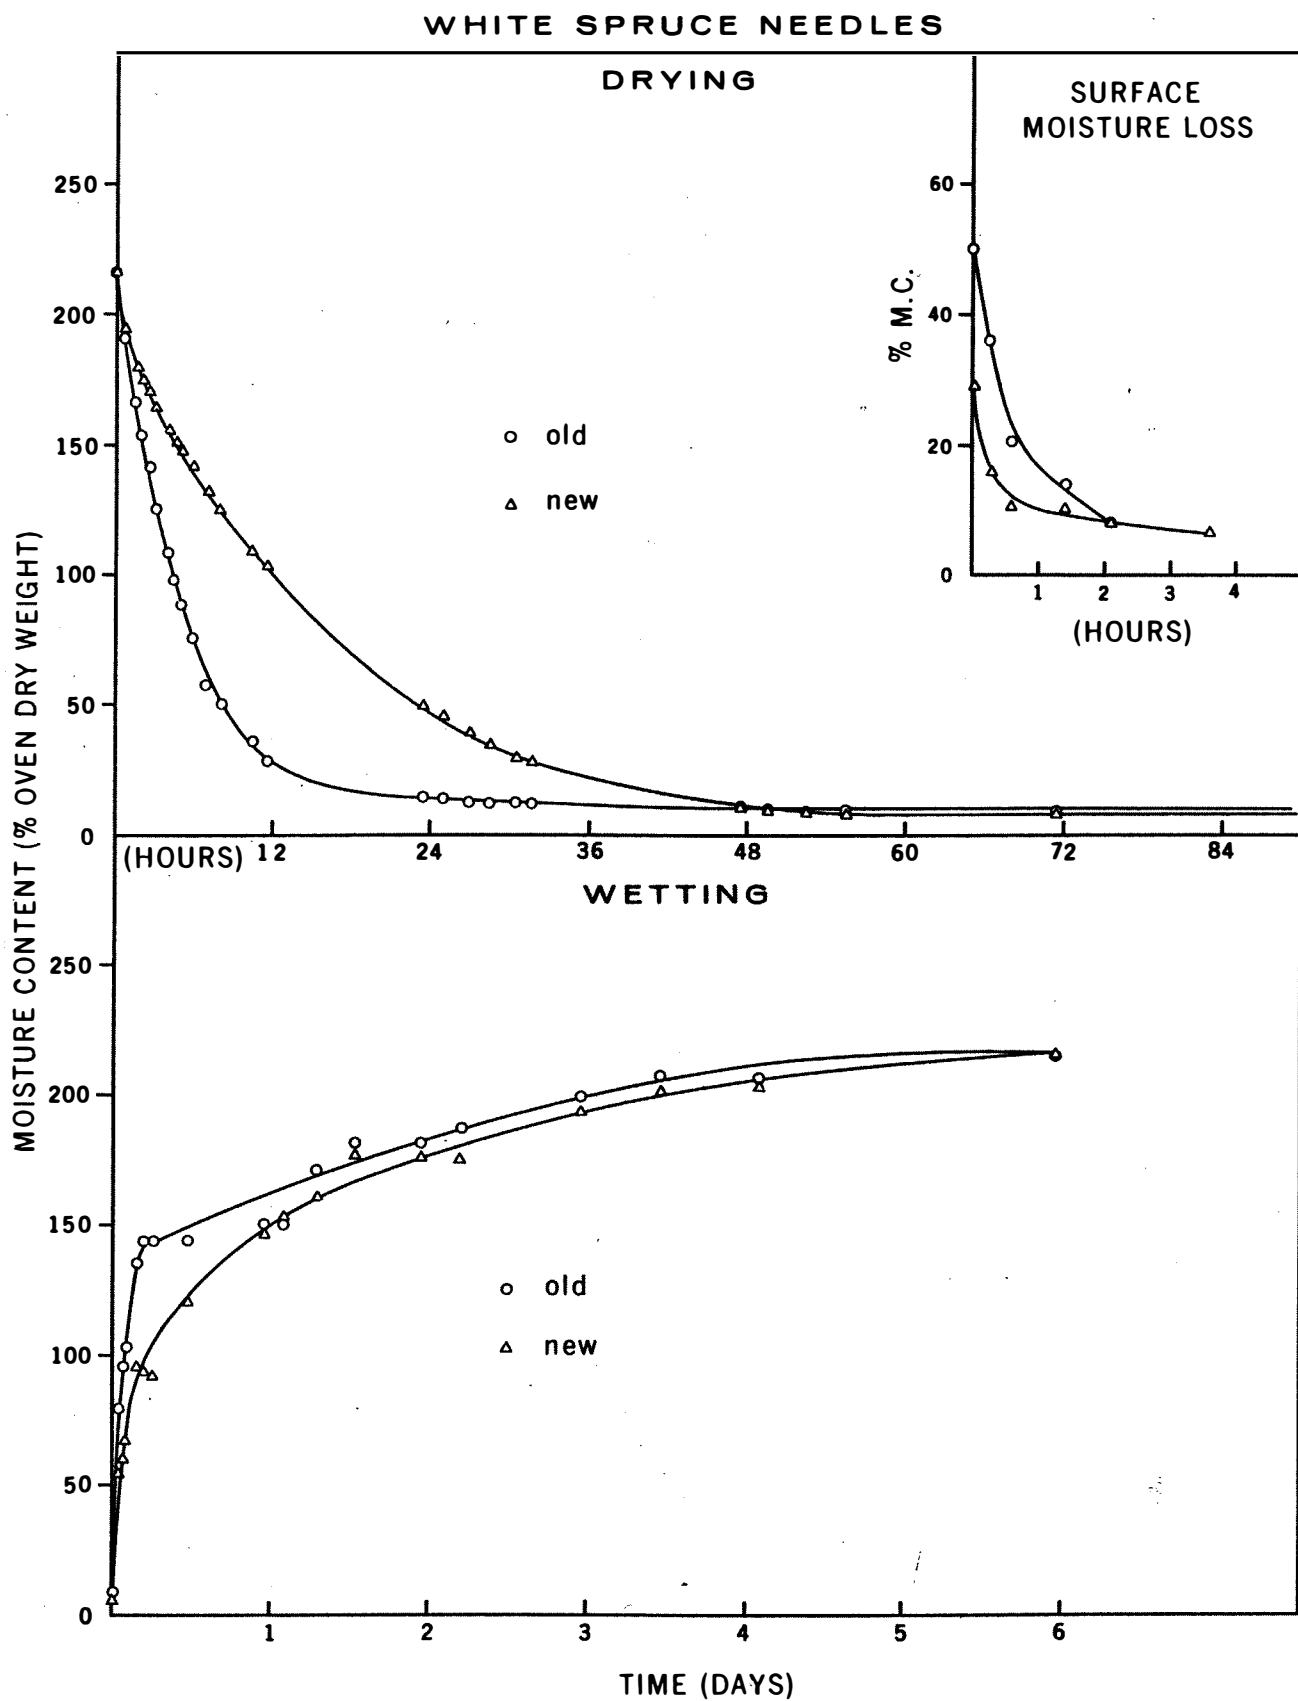 WHITE SPRUCE NEEDLES
DRYING
SURFACE
MOISTURE LOSS
250
200
150
100
50
0
60
40
20
0
% M.C.
1 2 3 4
(HOURS)
old
new
(HOURS) 12 24 36 48 60 72 84
MOISTURE CONTENT (% OVEN DRY WEIGHT)
WETTING
250
200
150
100
50
0
old
new
1 2 3 4 5 6
TIME (DAYS)